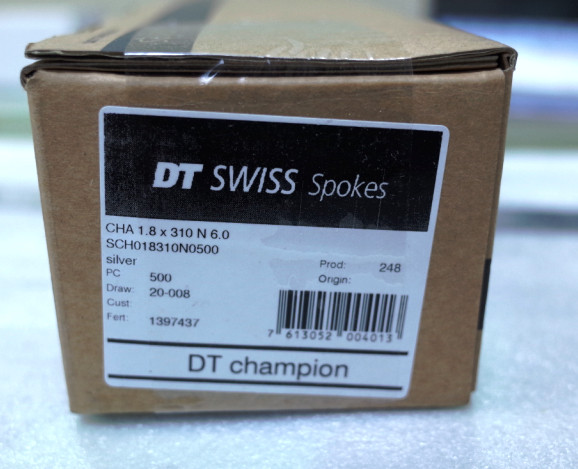 DT SWISS Spokes
CHA 1.8 x 310 N 6.0
SCH018310N0500
silver
PC 500
Prod: 248
Draw: 20-008
Origin:
Cust:
Fert: 1397437
7 613052 004013
DT champion